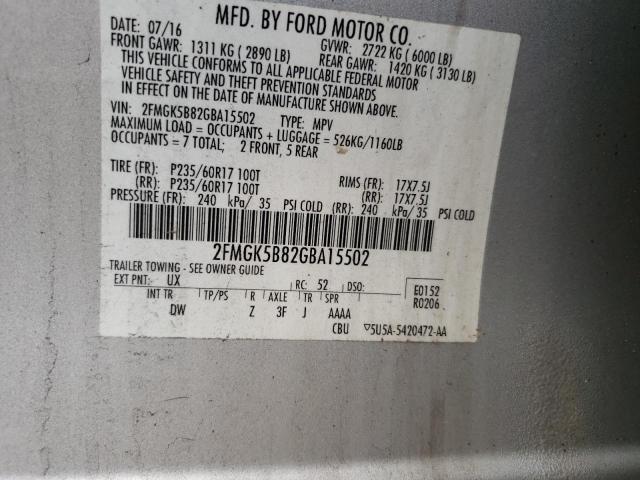 MFD. BY FORD MOTOR CO.
DATE: 07/16 GVWR: 2722 KG ( 6000 LB)
FRONT GAWR: 1311 KG ( 2890 LB) REAR GAWR: 1420 KG ( 3130 LB)
THIS VEHICLE CONFORMS TO ALL APPLICABLE FEDERAL MOTOR
VEHICLE SAFETY AND THEFT PREVENTION STANDARDS
IN EFFECT ON THE DATE OF MANUFACTURE SHOWN ABOVE.
VIN: 2FMGK5B82GBA15502 TYPE: MPV
MAXIMUM LOAD = OCCUPANTS + LUGGAGE = 526KG/1160LB
OCCUPANTS = 7 TOTAL; 2 FRONT, 5 REAR
TIRE (FR): P235/60R17 100T RIMS (FR): 17X7.5J
(RR): P235/60R17 100T (RR): 17X7.5J
PRESSURE (FR): 240 kPa/ 35 PSI COLD (RR): 240 kPa/ 35 PSI COLD
2FMGK5B82GBA15502
TRAILER TOWING - SEE OWNER GUIDE
EXT PNT: UX RC: 52 DSO: E0152
INT TR TP/PS R AXLE TR SPR R0206
DW Z 3F J AAAA
CBU ▽5U5A-5420472-AA